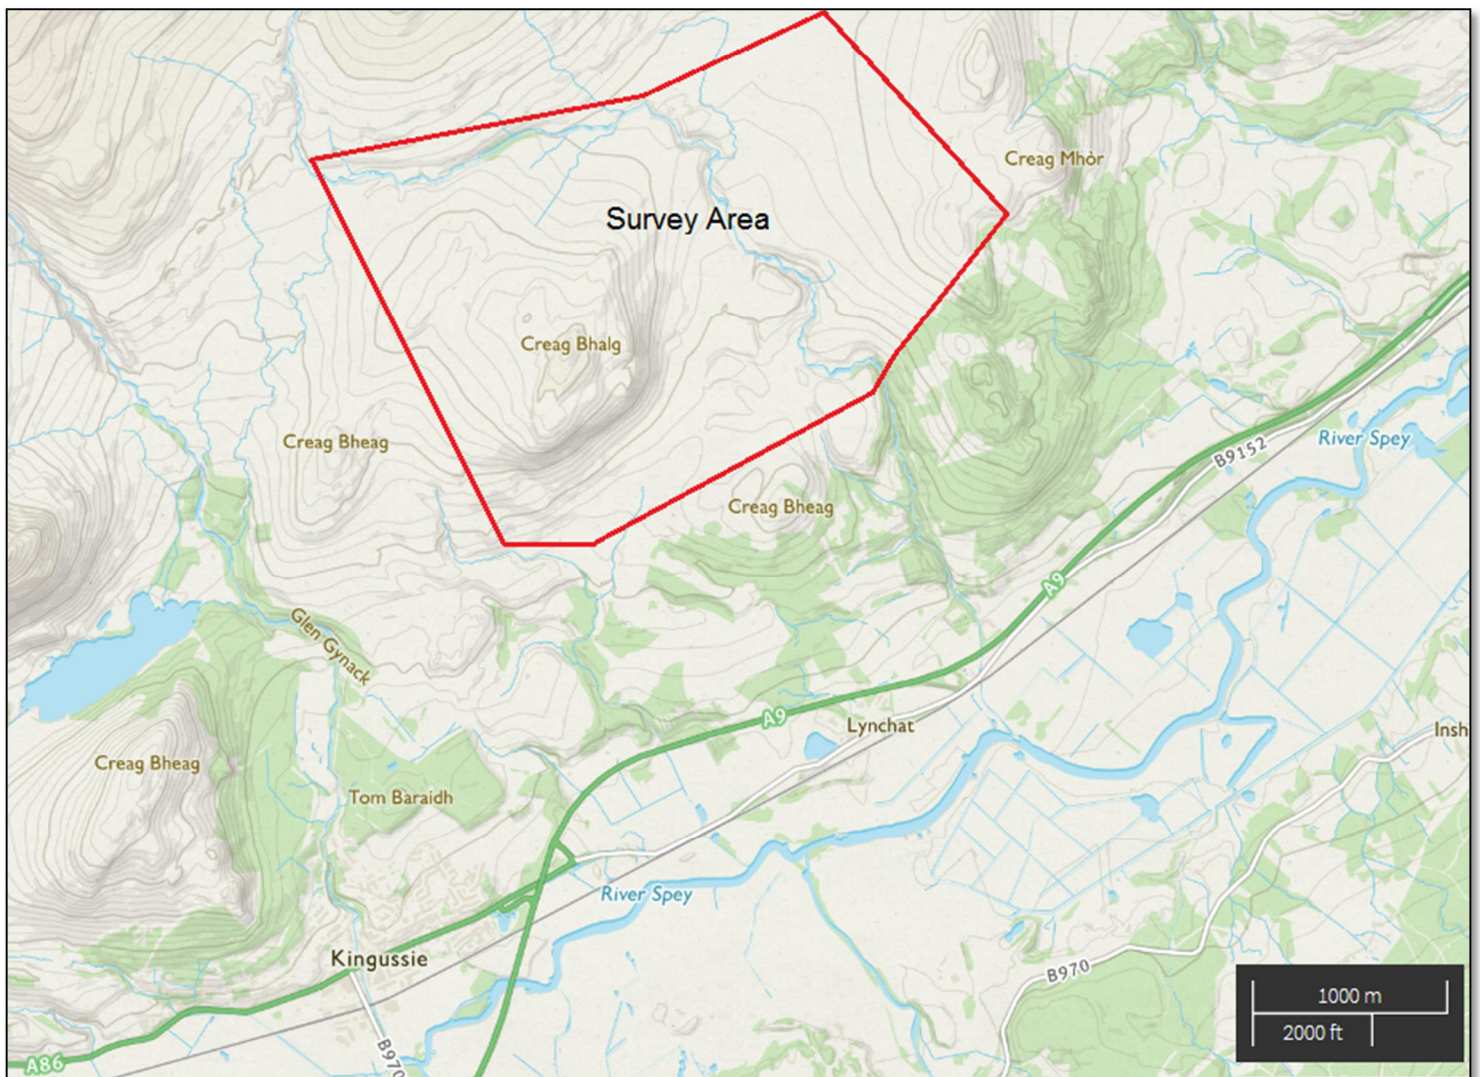 Creag Mhòr
Survey Area
Creag Bhalg
Creag Bheag
River Spey
B9152
Creag Bheag
A9
Glen Gynack
A9
Lynchat
Insh
Creag Bheag
Tom Baraidh
River Spey
Kingussie
B970
1000 m
2000 ft
B970
A86